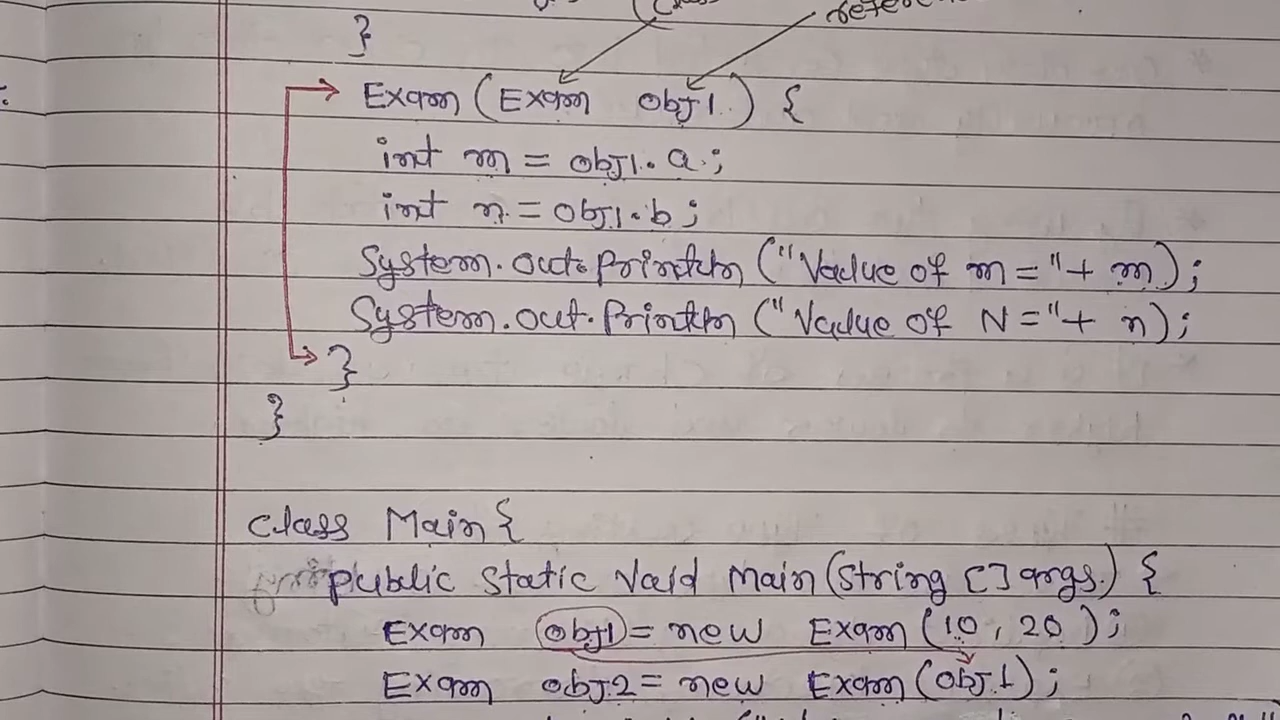 }
Exam (Exam obj1.) {
int m = obj1.a.;
int n = obj1.b;
System.out.println ("Value of m = "+ m);
System.out.println ("Value of N = "+ n);
}
}
Class Main {
public static void Main (String [] args.) {
Exam obj1 = new Exam (10, 20);
Exam obj2 = new Exam (obj1);